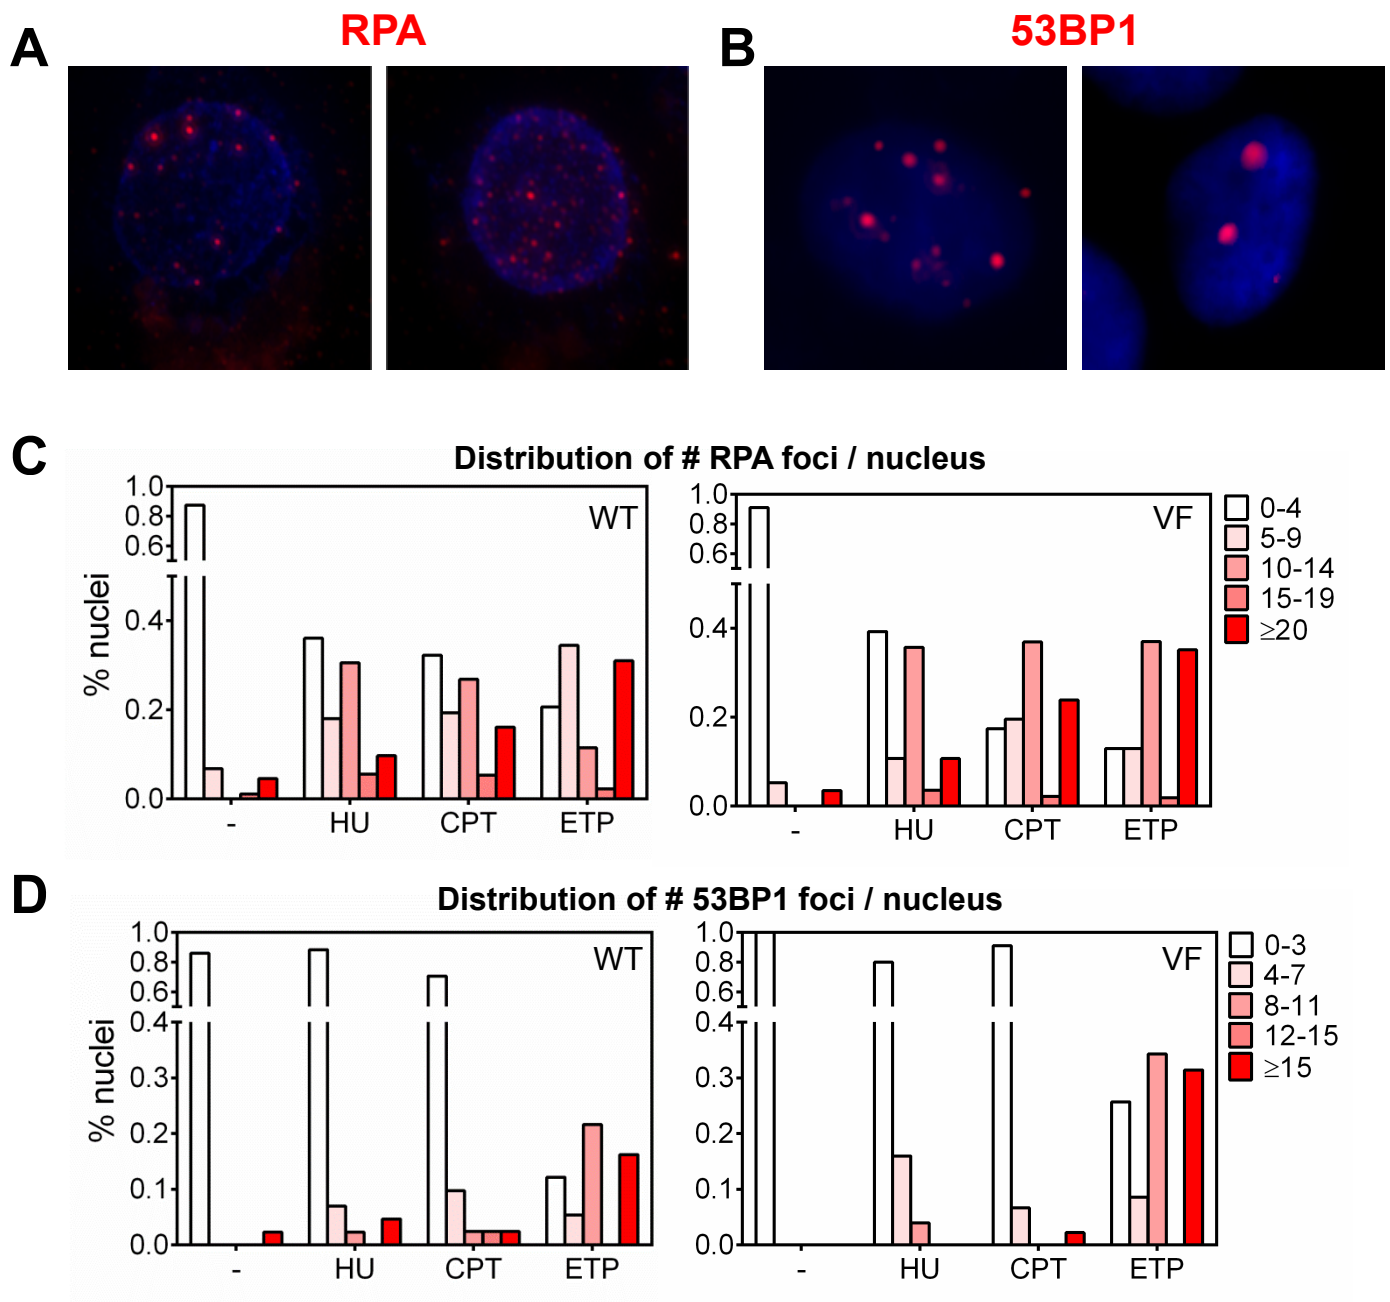 A
RPA
B
53BP1
C
Distribution of # RPA foci / nucleus
% nuclei
1.0
0.8
0.6
0.4
0.2
0.0
WT
-
HU
CPT
ETP
1.0
0.8
0.6
0.4
0.2
0.0
VF
-
HU
CPT
ETP
0-4
5-9
10-14
15-19
≥20
D
Distribution of # 53BP1 foci / nucleus
% nuclei
1.0
0.8
0.6
0.4
0.3
0.2
0.1
0.0
WT
-
HU
CPT
ETP
1.0
0.8
0.6
0.4
0.3
0.2
0.1
0.0
VF
-
HU
CPT
ETP
0-3
4-7
8-11
12-15
≥15